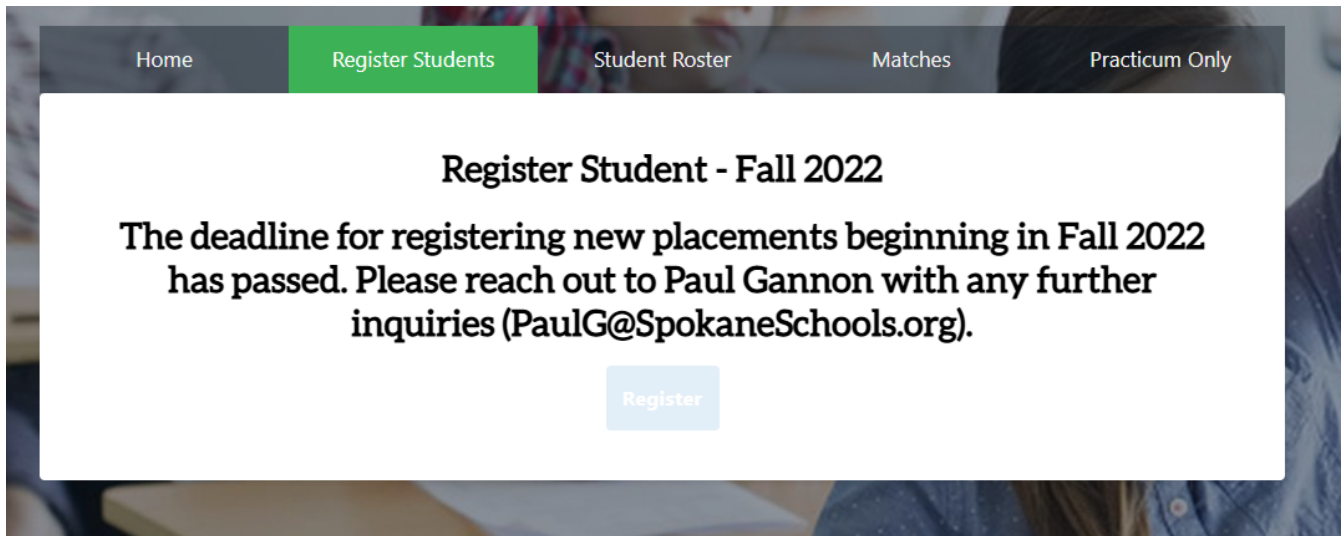 Home Register Students Student Roster Matches Practicum Only
Register Student - Fall 2022
The deadline for registering new placements beginning in Fall 2022
has passed. Please reach out to Paul Gannon with any further
inquiries (PaulG@SpokaneSchools.org).
Register